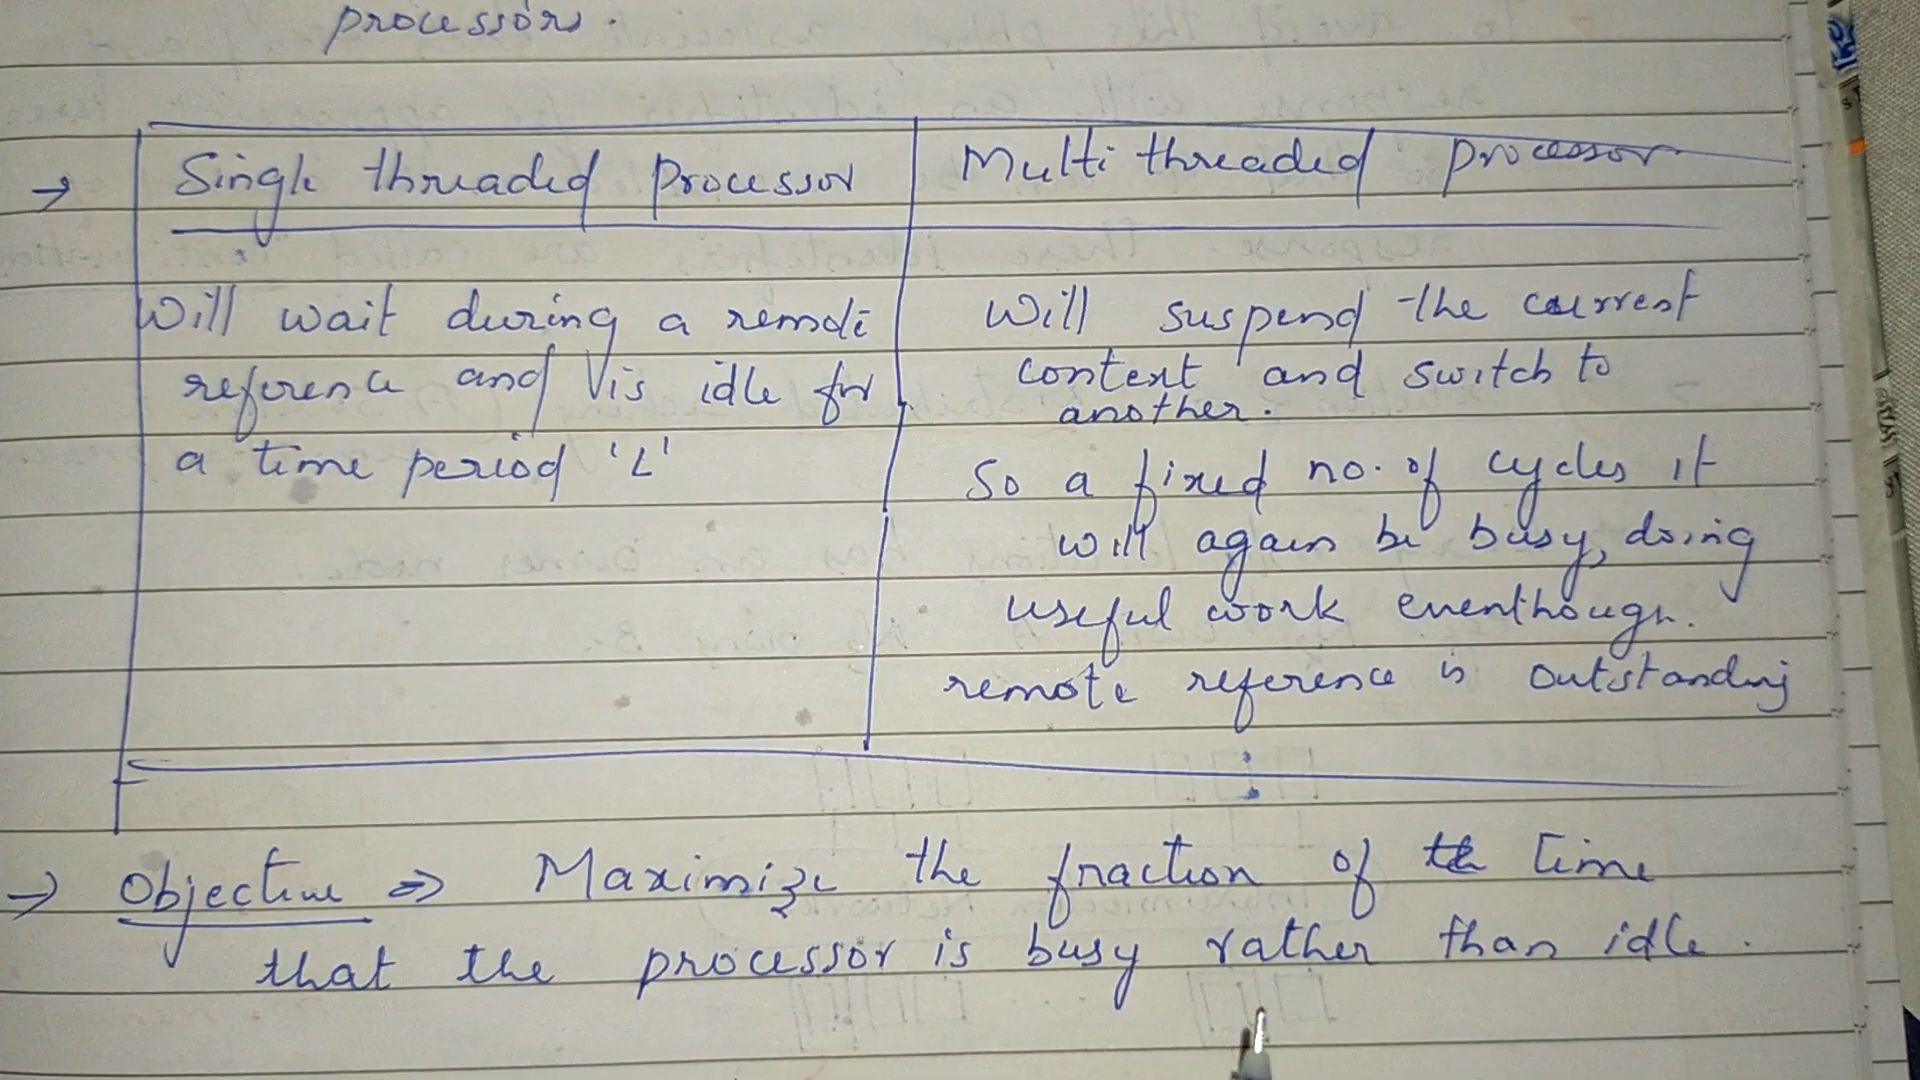 processors.
→ Single threaded Processor
Will wait during a remote
reference and is idle for
a time period 'L'
Multi threaded processor
Will suspend the current
context and switch to
another.
So a fixed no. of cycles it
will again be busy, doing
useful work eventhough.
remote reference is outstanding
→ Objective ⇒ Maximize the fraction of time
that the processor is busy rather than idle.